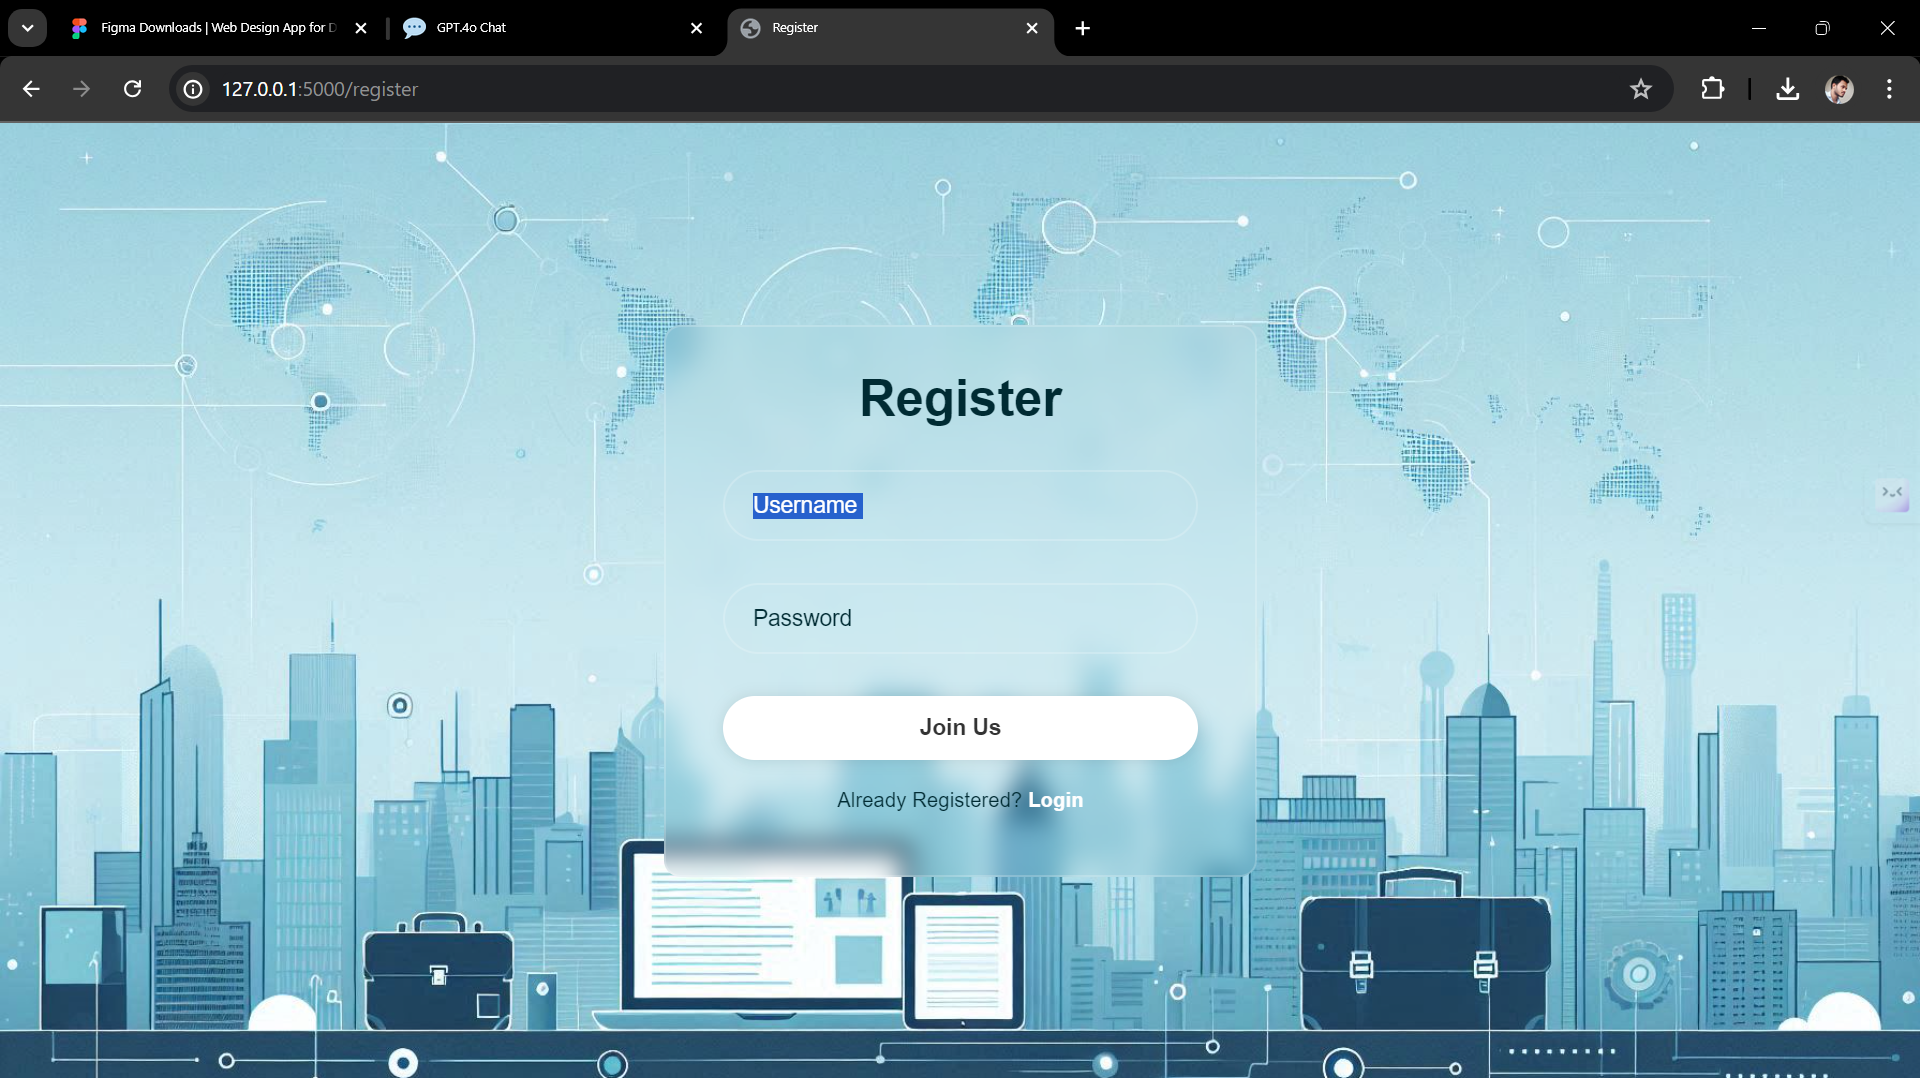 Figma Downloads | Web Design App for D
GPT.4o Chat
Register
127.0.0.1:5000/register
Register
Username
Password
Join Us
Already Registered? Login